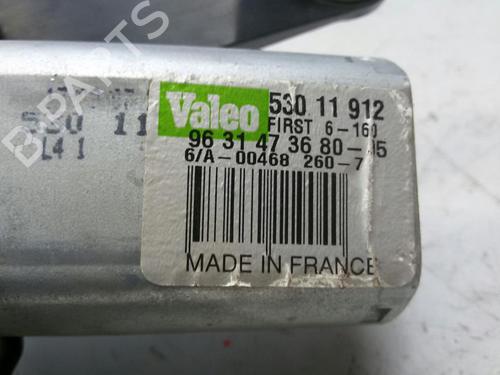 Valeo
530 11 912
FIRST 6-160
96 31 47 36 80-05
6/A-00468 260-7
MADE IN FRANCE
530 11
L4 1
B-PARTS